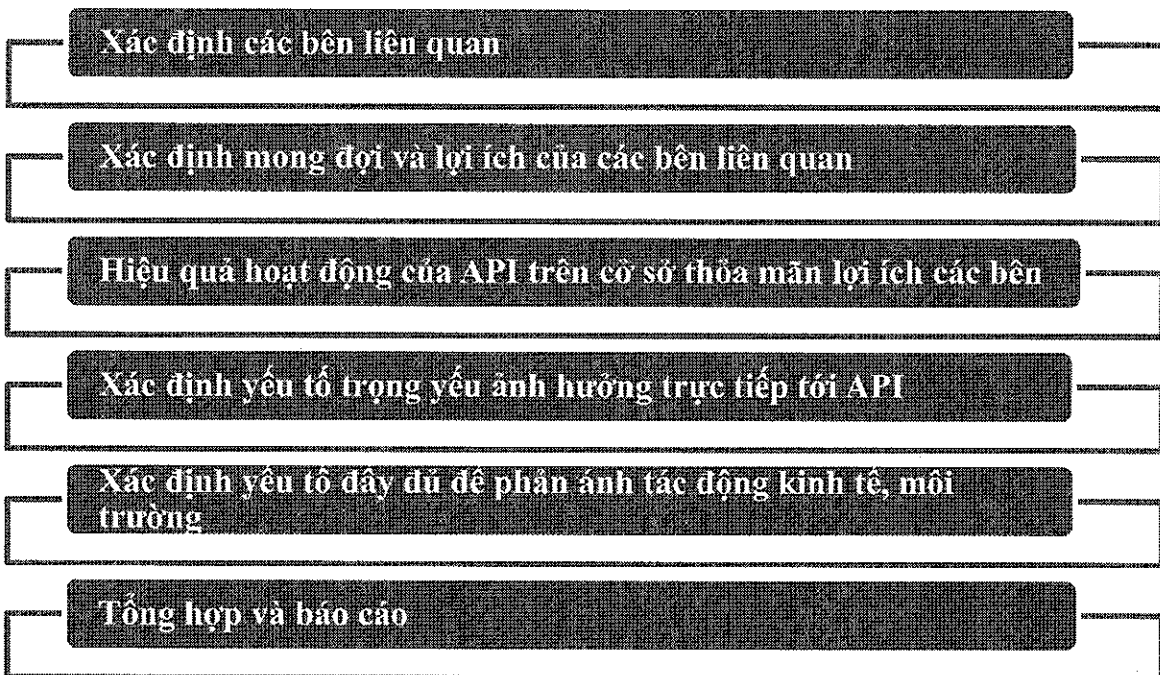 Xác định các bên liên quan
Xác định mong đợi và lợi ích của các bên liên quan
Hiệu quả hoạt động của API trên cở sở thỏa mãn lợi ích các bên
Xác định yếu tố trọng yếu ảnh hưởng trực tiếp tới API
Xác định yếu tố đầy đủ để phản ánh tác động kinh tế, môi
trường
Tổng hợp và báo cáo